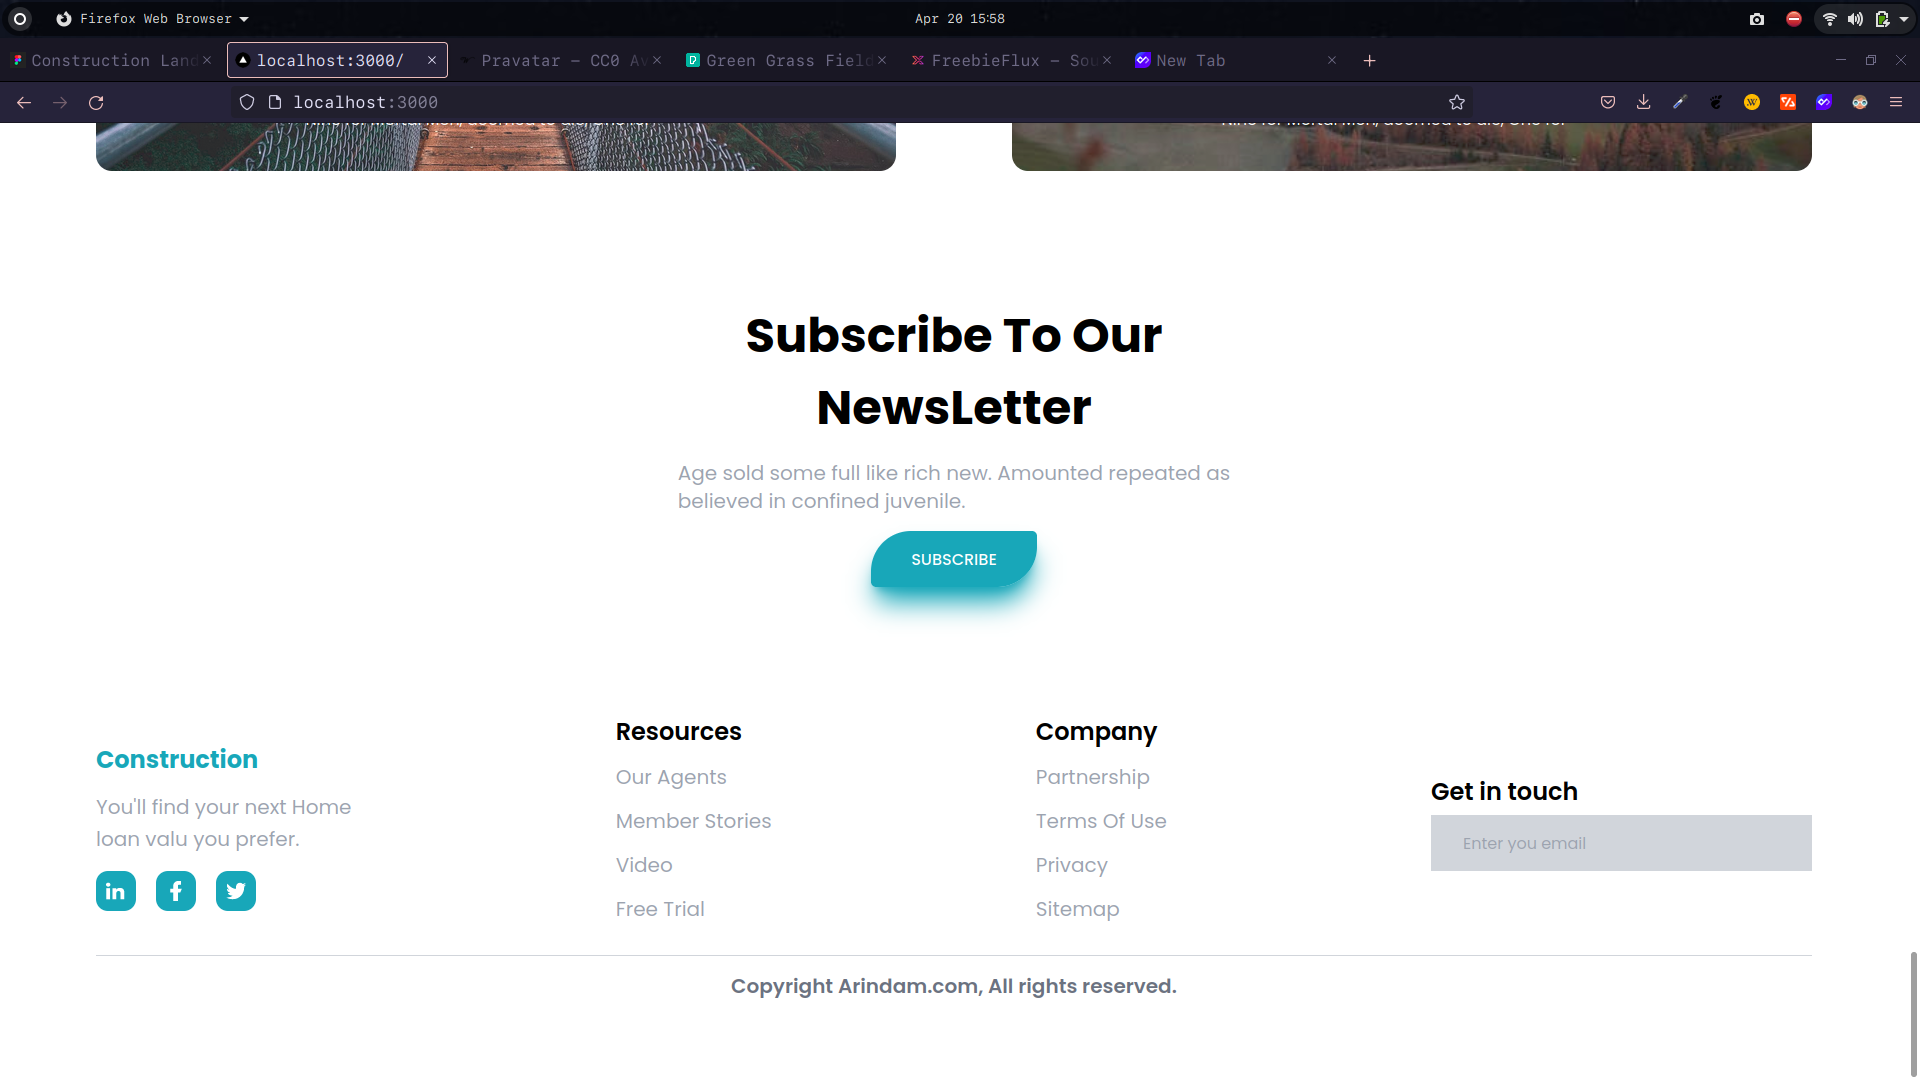 Firefox Web Browser
Apr 20 15:58
Construction Land
localhost:3000/
Pravatar — CC0 Av
Green Grass Field
FreebieFlux — Sou
New Tab
localhost:3000
Subscribe To Our
NewsLetter
Age sold some full like rich new. Amounted repeated as
believed in confined juvenile.
SUBSCRIBE
Construction
You'll find your next Home
loan valu you prefer.
Resources
Our Agents
Member Stories
Video
Free Trial
Company
Partnership
Terms Of Use
Privacy
Sitemap
Get in touch
Enter you email
Copyright Arindam.com, All rights reserved.